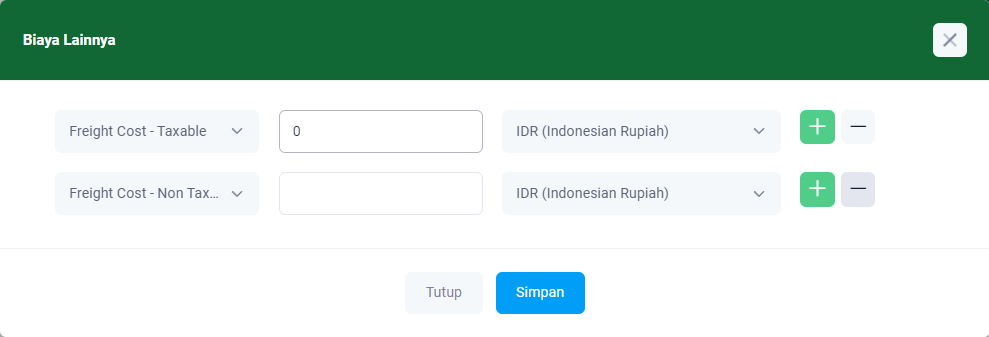 Biaya Lainnya
Freight Cost - Taxable 0 IDR (Indonesian Rupiah)
Freight Cost - Non Tax... IDR (Indonesian Rupiah)
Tutup Simpan